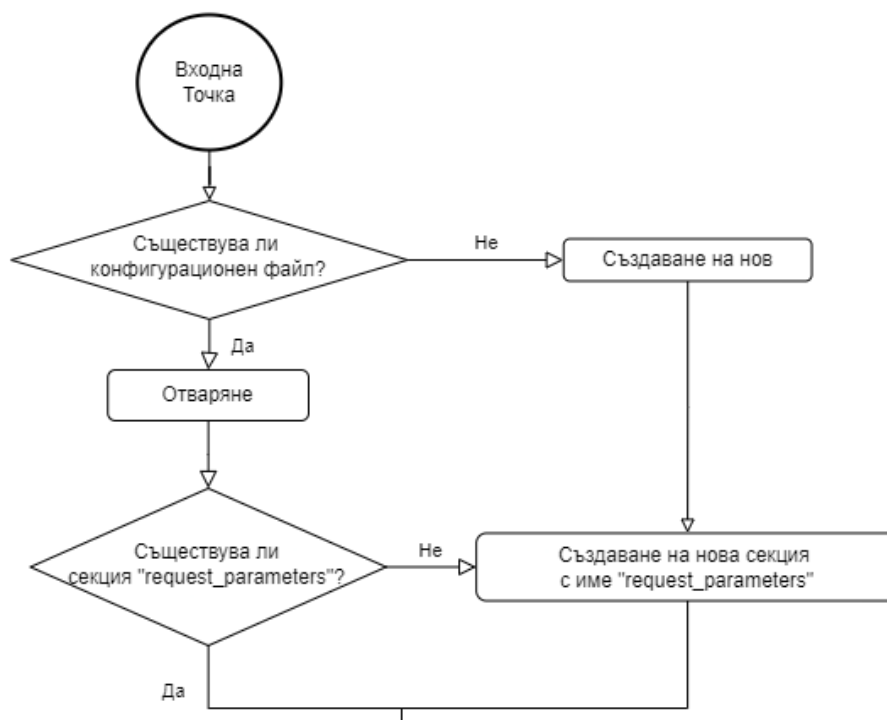 Входна
Точка
Съществува ли
конфигурационен файл?
Не
Създаване на нов
Да
Отваряне
Съществува ли
секция "request_parameters"?
Не
Създаване на нова секция
с име "request_parameters"
Да